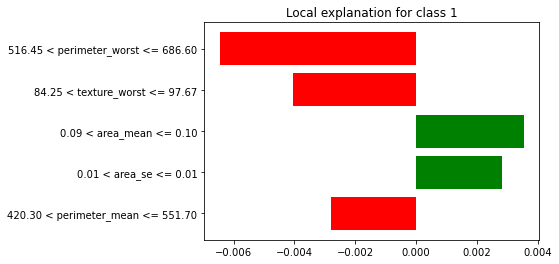 Local explanation for class 1
516.45 < perimeter_worst <= 686.60
84.25 < texture_worst <= 97.67
0.09 < area_mean <= 0.10
0.01 < area_se <= 0.01
420.30 < perimeter_mean <= 551.70
−0.006 −0.004 −0.002 0.000 0.002 0.004